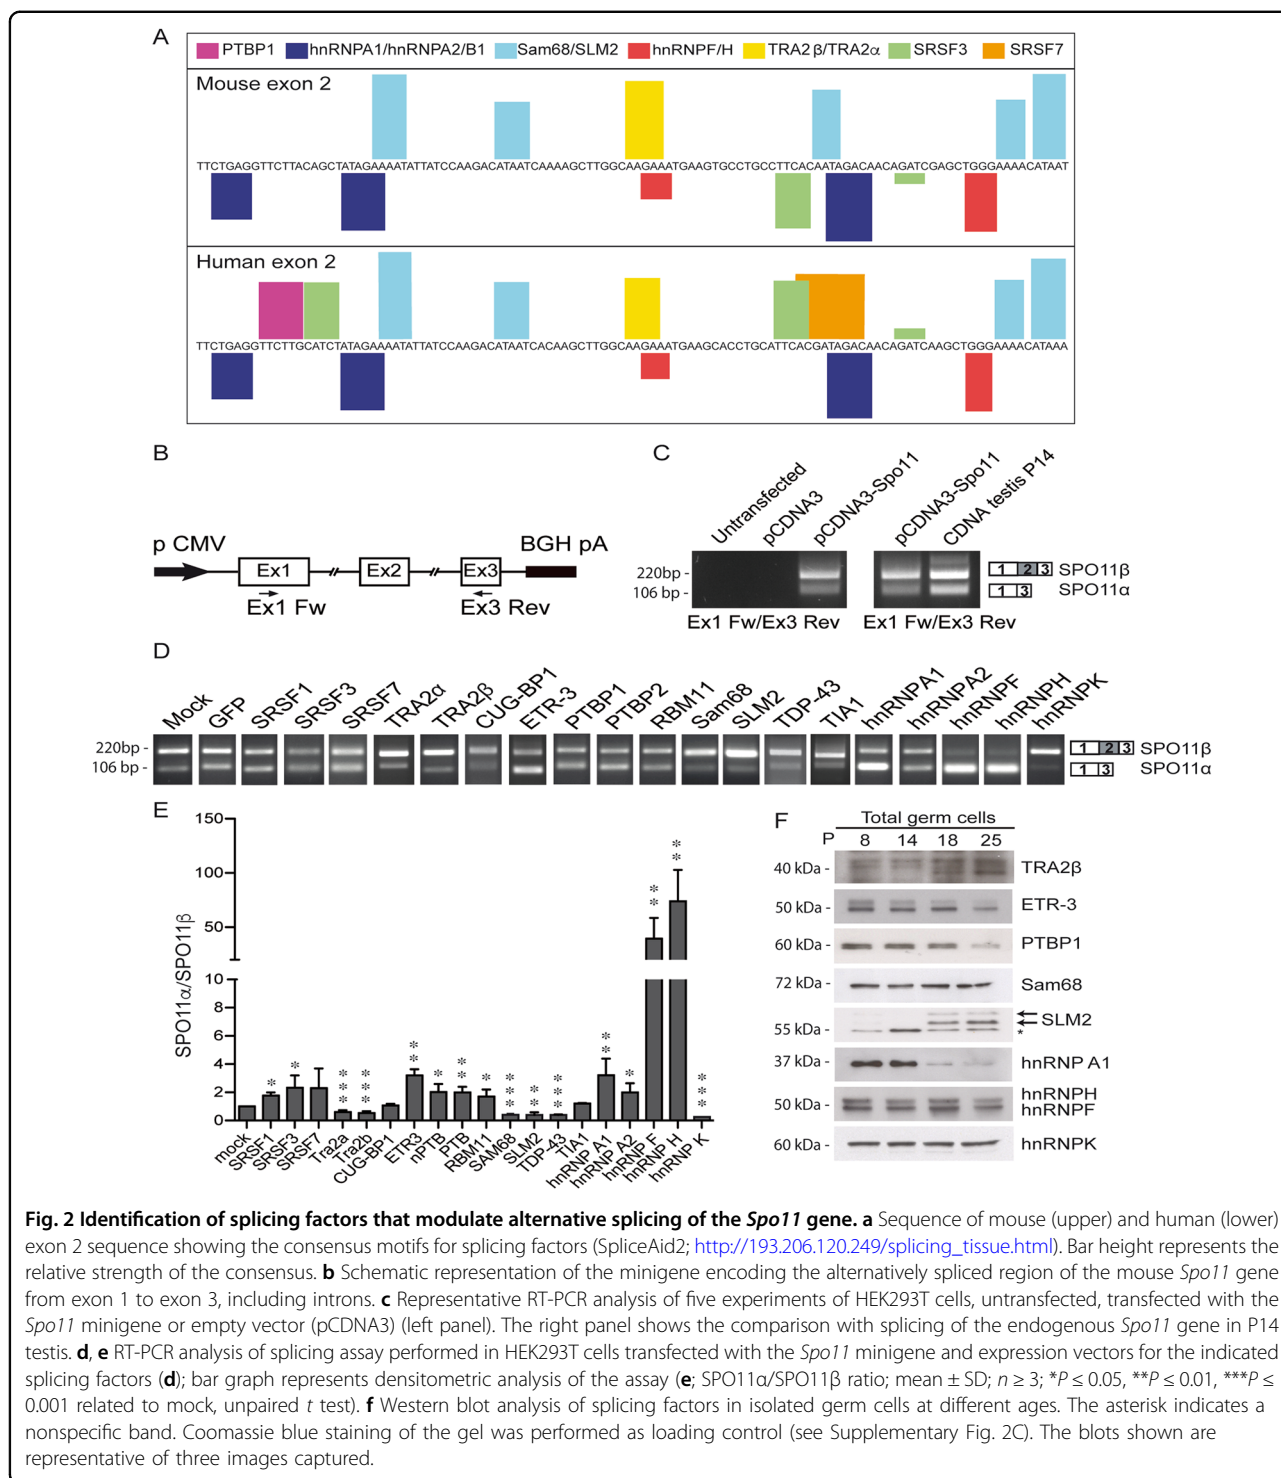 A
PTBP1 hnRNPA1/hnRNPA2/B1 Sam68/SLM2 hnRNPF/H TRA2β/TRA2α SRSF3 SRSF7
Mouse exon 2
TTCTGAGGTTCTTACAGCTATAGAAAATATTATCCAAGACATAATCAAAAGCTTGGCAAGAAATGAAGTGCCTGCCTTCACAATAGACAACAGATCGAGCTGGGAAAACATAAT
Human exon 2
TTCTGAGGTTCTTGCATCTATAGAAAATATTATCCAAGACATAATCACAAGCTTGGCAAGAAATGAAGCACCTGCATTCACGATAGACAACAGATCAAGCTGGGAAAACATAAA
B
p CMV
BGH pA
Ex1 Ex2 Ex3
Ex1 Fw Ex3 Rev
C
Untransfected pCDNA3 pCDNA3-Spo11 pCDNA3-Spo11 CDNA testis P14
220bp - 1 2 3 SPO11β
106 bp - 1 3 SPO11α
Ex1 Fw/Ex3 Rev Ex1 Fw/Ex3 Rev
D
Mock GFP SRSF1 SRSF3 SRSF7 TRA2α TRA2β CUG-BP1 ETR-3 PTBP1 PTBP2 RBM11 Sam68 SLM2 TDP-43 TIA1 hnRNPA1 hnRNPA2 hnRNPF hnRNPH hnRNPK
220bp - 1 2 3 SPO11β
106 bp - 1 3 SPO11α
E
SPO11α/SPO11β
150
100
50
10
8
6
4
2
0
* * *** *** ** * ** * *** ** *** ** * ** ** ***
mock SRSF1 SRSF3 SRSF7 Tra2a Tra2b CUG-BP1 ETR3 nPTB PTB RBM11 SAM68 SLM2 TDP-43 TIA1 hnRNP A1 hnRNP A2 hnRNP F hnRNP H hnRNP K
F
Total germ cells
P 8 14 18 25
40 kDa - TRA2β
50 kDa - ETR-3
60 kDa - PTBP1
72 kDa - Sam68
55 kDa - SLM2
*
37 kDa - hnRNP A1
50 kDa - hnRNPH
hnRNPF
60 kDa - hnRNPK
Fig. 2 Identification of splicing factors that modulate alternative splicing of the Spo11 gene. a Sequence of mouse (upper) and human (lower)
exon 2 sequence showing the consensus motifs for splicing factors (SpliceAid2; http://193.206.120.249/splicing_tissue.html). Bar height represents the
relative strength of the consensus. b Schematic representation of the minigene encoding the alternatively spliced region of the mouse Spo11 gene
from exon 1 to exon 3, including introns. c Representative RT-PCR analysis of five experiments of HEK293T cells, untransfected, transfected with the
Spo11 minigene or empty vector (pCDNA3) (left panel). The right panel shows the comparison with splicing of the endogenous Spo11 gene in P14
testis. d, e RT-PCR analysis of splicing assay performed in HEK293T cells transfected with the Spo11 minigene and expression vectors for the indicated
splicing factors (d); bar graph represents densitometric analysis of the assay (e; SPO11α/SPO11β ratio; mean ± SD; n ≥ 3; *P ≤ 0.05, **P ≤ 0.01, ***P ≤
0.001 related to mock, unpaired t test). f Western blot analysis of splicing factors in isolated germ cells at different ages. The asterisk indicates a
nonspecific band. Coomassie blue staining of the gel was performed as loading control (see Supplementary Fig. 2C). The blots shown are
representative of three images captured.